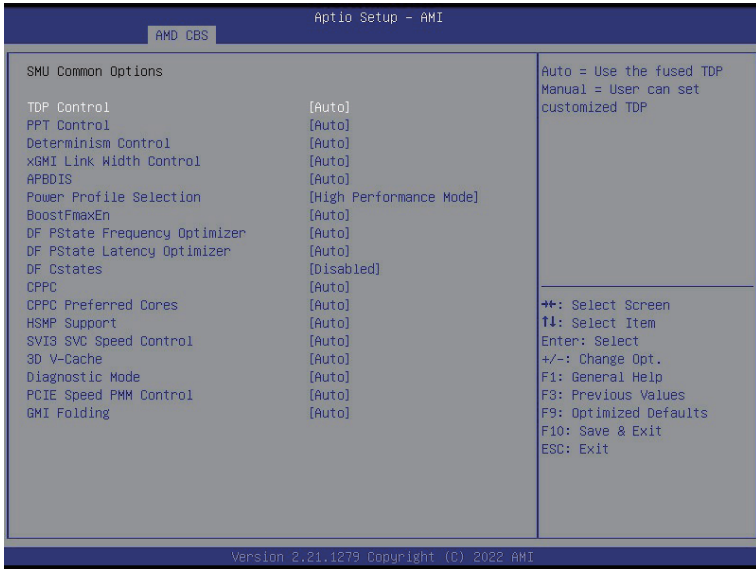 Aptio Setup - AMI
AMD CBS
SMU Common Options
TDP Control [Auto]
PPT Control [Auto]
Determinism Control [Auto]
xGMI Link Width Control [Auto]
APBDIS [Auto]
Power Profile Selection [High Performance Mode]
BoostFmaxEn [Auto]
DF PState Frequency Optimizer [Auto]
DF PState Latency Optimizer [Auto]
DF Cstates [Disabled]
CPPC [Auto]
CPPC Preferred Cores [Auto]
HSMP Support [Auto]
SVI3 SVC Speed Control [Auto]
3D V-Cache [Auto]
Diagnostic Mode [Auto]
PCIE Speed PMM Control [Auto]
GMI Folding [Auto]
Auto = Use the fused TDP
Manual = User can set
customized TDP
→←: Select Screen
↑↓: Select Item
Enter: Select
+/-: Change Opt.
F1: General Help
F3: Previous Values
F9: Optimized Defaults
F10: Save & Exit
ESC: Exit
Version 2.21.1279 Copyright (C) 2022 AMI